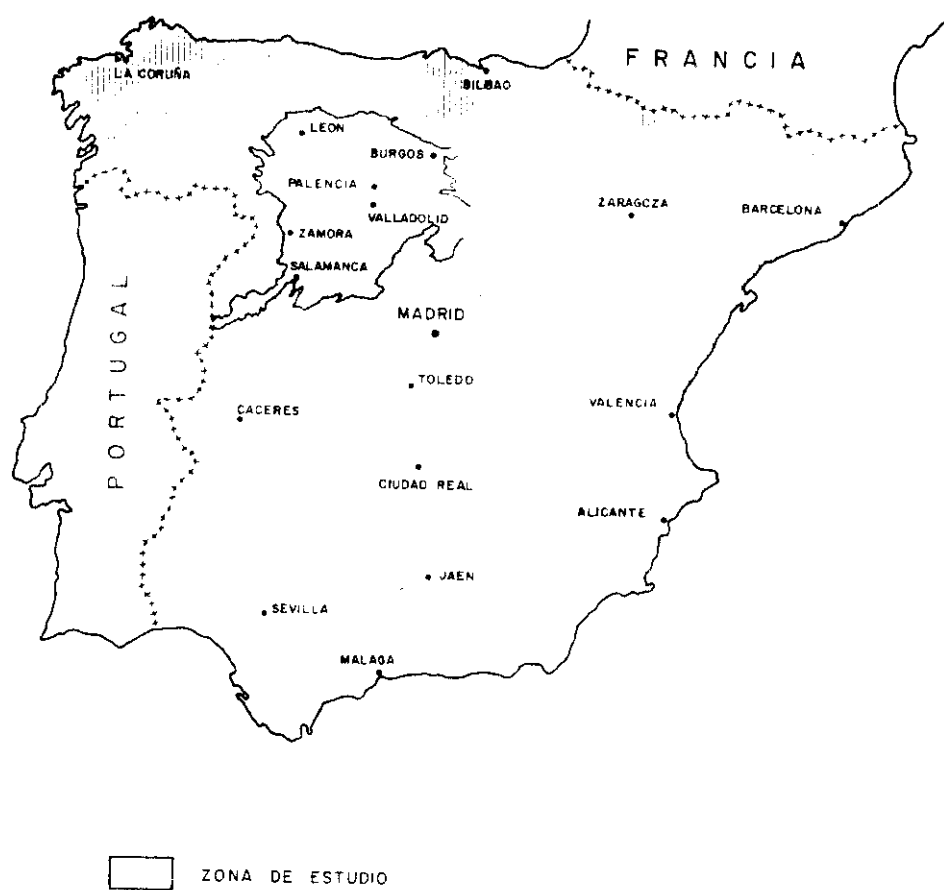 FRANCIA
LA CORUÑA
BILBAO
LEON
BURGOS
PALENCIA
VALLADOLID
ZARAGOZA
BARCELONA
ZAMORA
SALAMANCA
MADRID
PORTUGAL
TOLEDO
CACERES
VALENCIA
CIUDAD REAL
ALICANTE
JAEN
SEVILLA
MALAGA
ZONA DE ESTUDIO